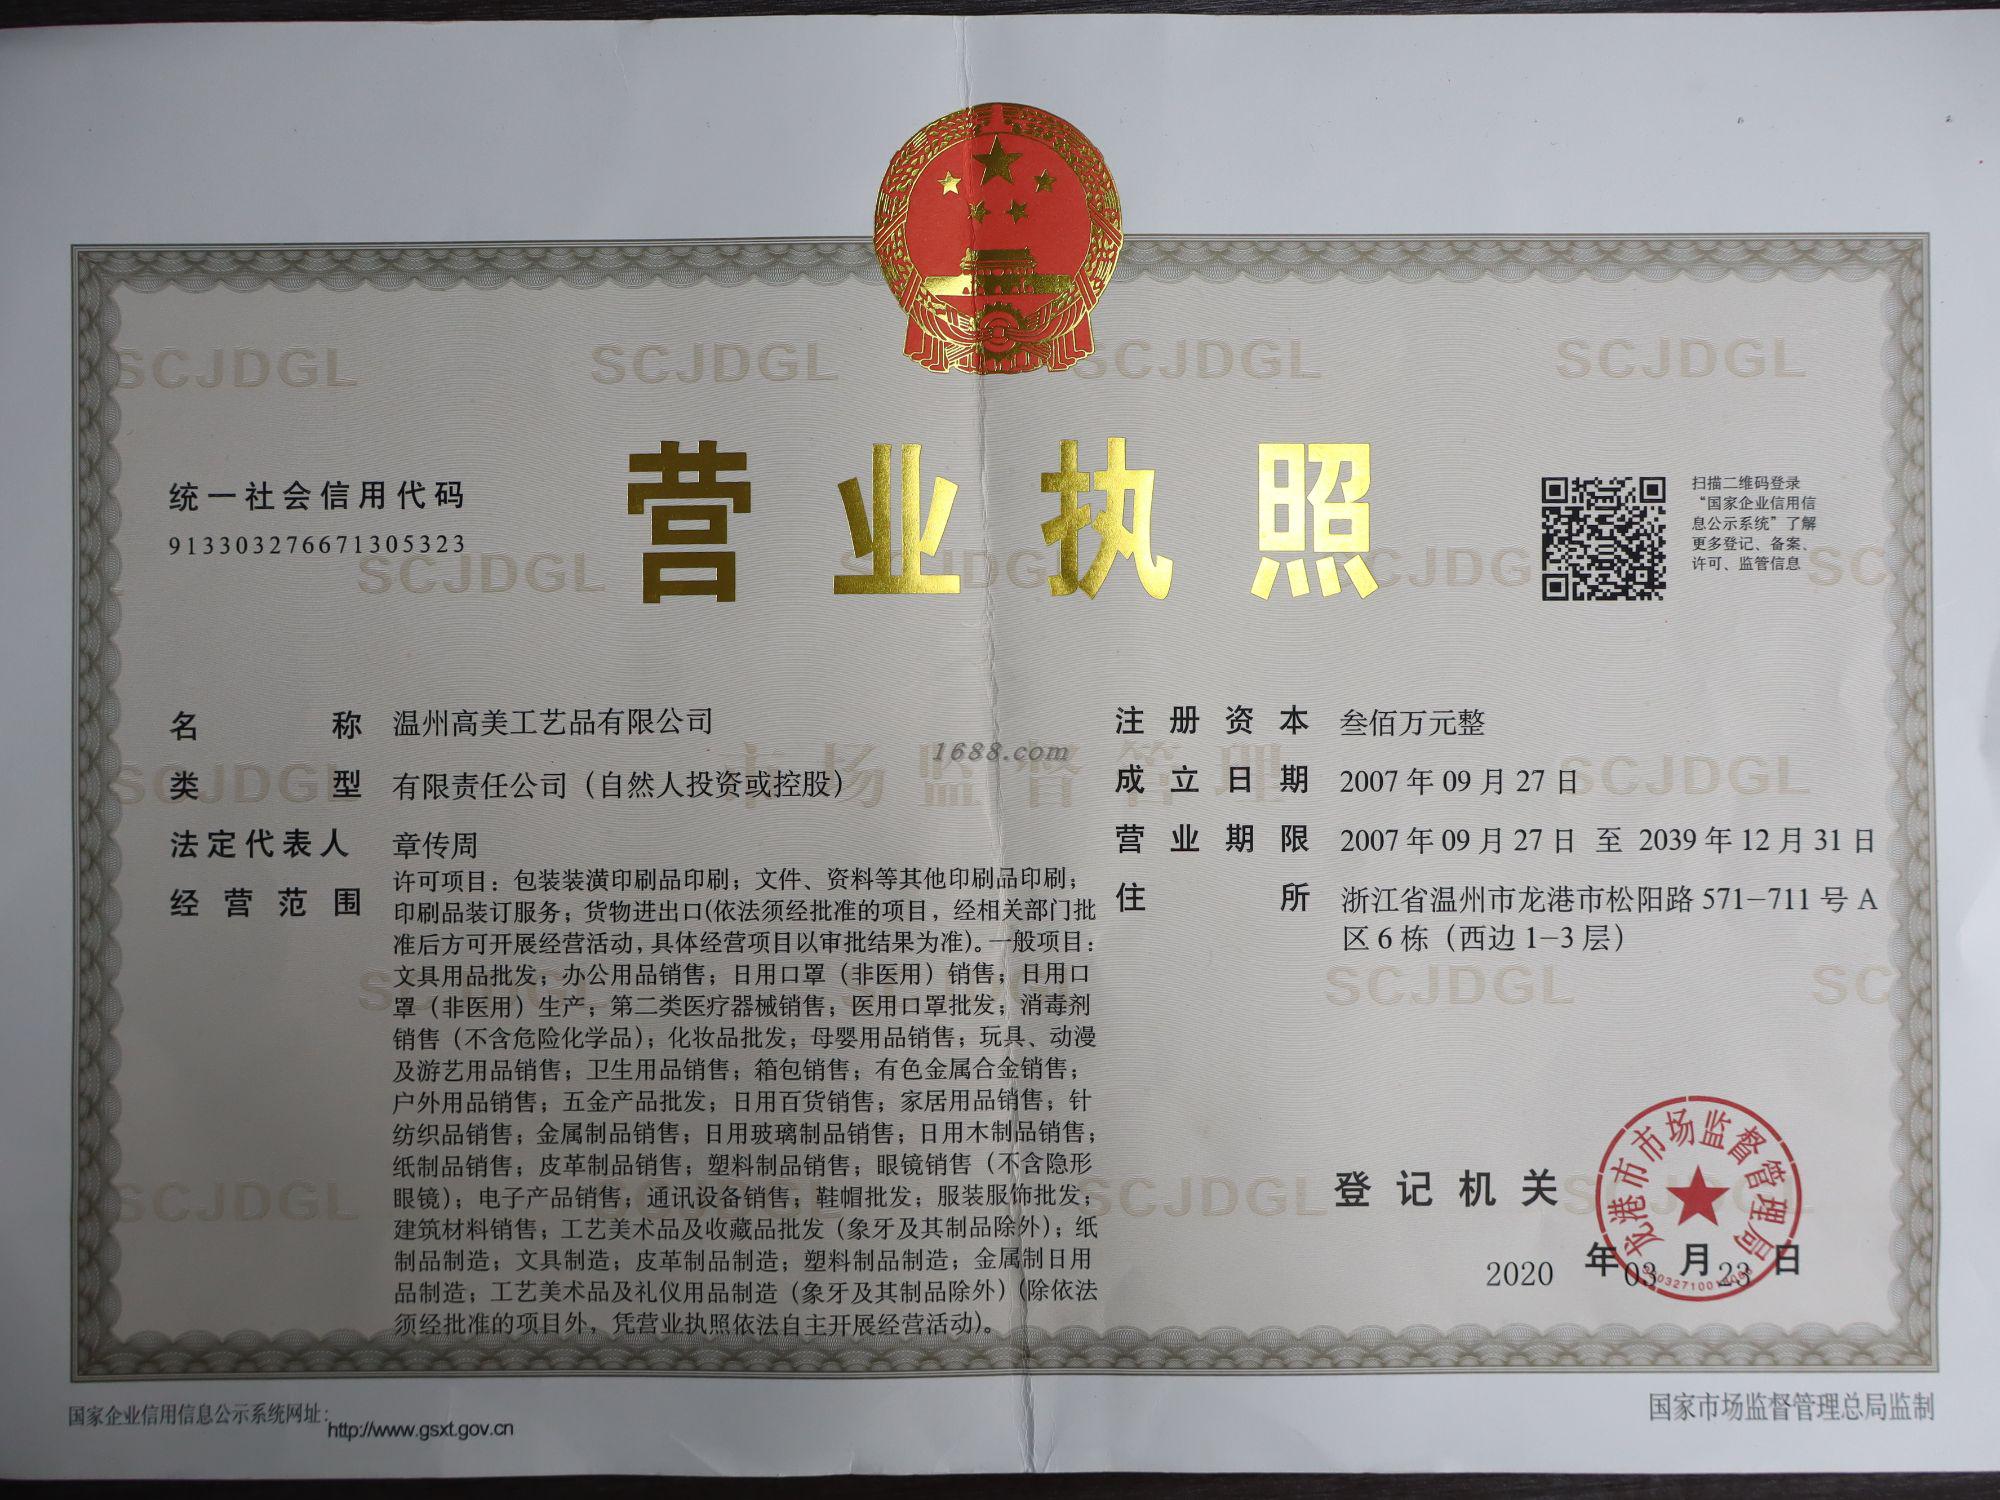 营业执照
统一社会信用代码
913303276671305323
扫描二维码登录
“国家企业信用信
息公示系统”了解
更多登记、备案、
许可、监管信息
名称 温州高美工艺品有限公司
类型 有限责任公司（自然人投资或控股）
法定代表人 章传周
经营范围 许可项目：包装装潢印刷品印刷；文件、资料等其他印刷品印刷；
印刷品装订服务；货物进出口(依法须经批准的项目，经相关部门批
准后方可开展经营活动，具体经营项目以审批结果为准)。一般项目：
文具用品批发；办公用品销售；日用口罩（非医用）销售；日用口
罩（非医用）生产；第二类医疗器械销售；医用口罩批发；消毒剂
销售（不含危险化学品）；化妆品批发；母婴用品销售；玩具、动漫
及游艺用品销售；卫生用品销售；箱包销售；有色金属合金销售；
户外用品销售；五金产品批发；日用百货销售；家居用品销售；针
纺织品销售；金属制品销售；日用玻璃制品销售；日用木制品销售；
纸制品销售；皮革制品销售；塑料制品销售；眼镜销售（不含隐形
眼镜）；电子产品销售；通讯设备销售；鞋帽批发；服装服饰批发；
建筑材料销售；工艺美术品及收藏品批发（象牙及其制品除外）；纸
制品制造；文具制造；皮革制品制造；塑料制品制造；金属制日用
品制造；工艺美术品及礼仪用品制造（象牙及其制品除外）(除依法
须经批准的项目外，凭营业执照依法自主开展经营活动)。
注册资本 叁佰万元整
成立日期 2007年09月27日
营业期限 2007年09月27日 至 2039年12月31日
住所 浙江省温州市龙港市松阳路571-711号A
区6栋（西边1-3层）
登记机关
龙港市市场监督管理局
2020年03月23日
国家企业信用信息公示系统网址：
http://www.gsxt.gov.cn
国家市场监督管理总局监制
1688.com
市场监督管理
SCJDGL
SCJDGL
SCJDGL
SCJDGL